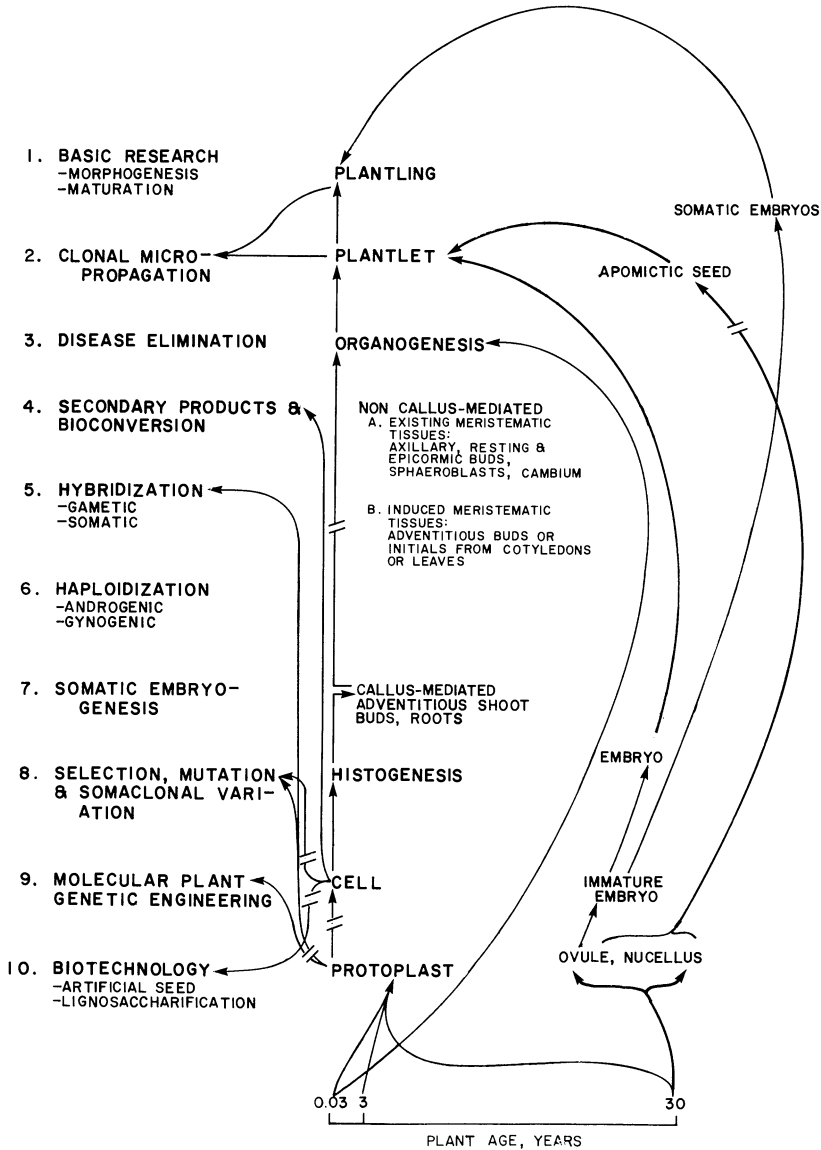 1. BASIC RESEARCH
-MORPHOGENESIS
-MATURATION
2. CLONAL MICRO-
PROPAGATION
3. DISEASE ELIMINATION
4. SECONDARY PRODUCTS &
BIOCONVERSION
5. HYBRIDIZATION
-GAMETIC
-SOMATIC
6. HAPLOIDIZATION
-ANDROGENIC
-GYNOGENIC
7. SOMATIC EMBRYO-
GENESIS
8. SELECTION, MUTATION
& SOMACLONAL VARI-
ATION
9. MOLECULAR PLANT
GENETIC ENGINEERING
10. BIOTECHNOLOGY
-ARTIFICIAL SEED
-LIGNOSACCHARIFICATION
PLANTLING
PLANTLET
ORGANOGENESIS
NON CALLUS-MEDIATED
A. EXISTING MERISTEMATIC
TISSUES:
AXILLARY, RESTING &
EPICORMIC BUDS,
SPHAEROBLASTS, CAMBIUM
B. INDUCED MERISTEMATIC
TISSUES:
ADVENTITIOUS BUDS OR
INITIALS FROM COTYLEDONS
OR LEAVES
CALLUS-MEDIATED
ADVENTITIOUS SHOOT
BUDS, ROOTS
HISTOGENESIS
CELL
PROTOPLAST
SOMATIC EMBRYOS
APOMICTIC SEED
EMBRYO
IMMATURE
EMBRYO
OVULE, NUCELLUS
0.03 3 30
PLANT AGE, YEARS